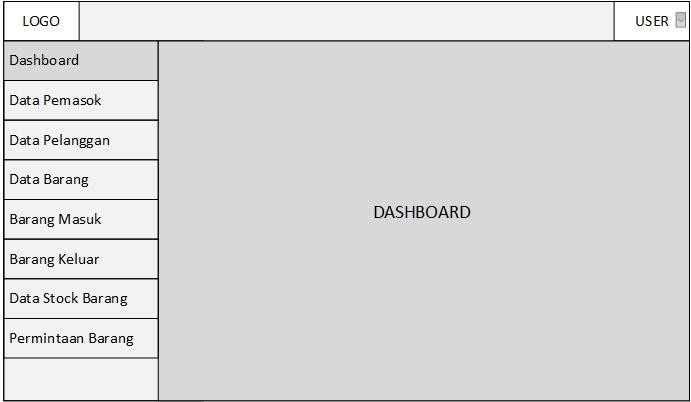 LOGO
USER
Dashboard
Data Pemasok
Data Pelanggan
Data Barang
Barang Masuk
Barang Keluar
Data Stock Barang
Permintaan Barang
DASHBOARD